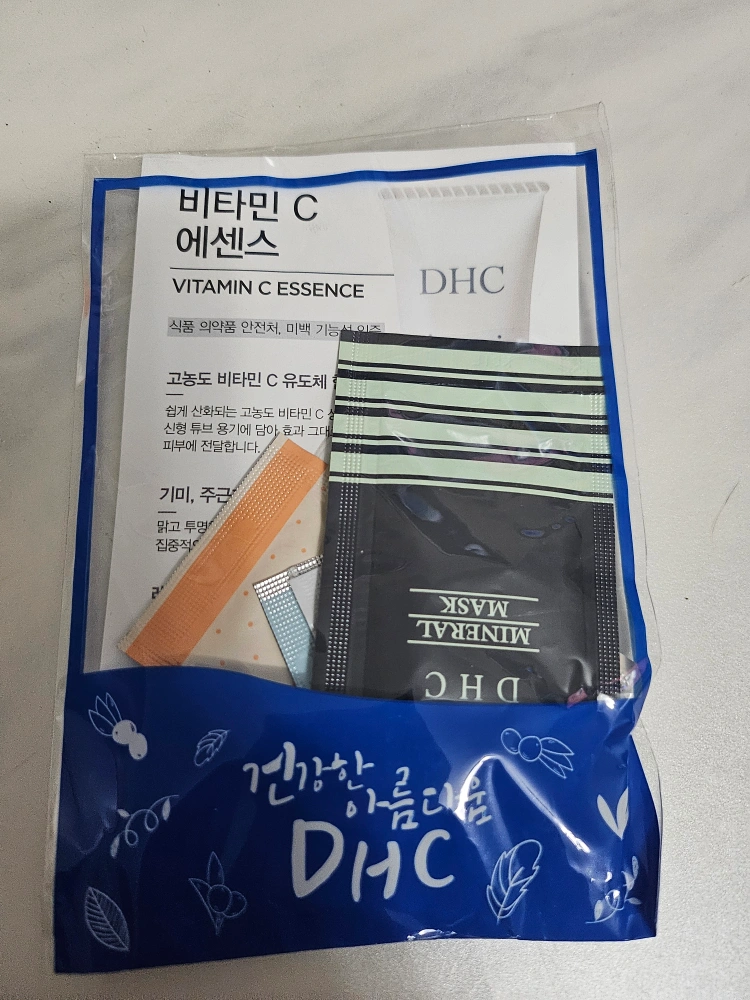 비타민 C
에센스
VITAMIN C ESSENCE
DHC
식품 의약품 안전처, 미백 기능성 인증
고농도 비타민 C 유도체
쉽게 산화되는 고농도 비타민 C
신형 튜브 용기에 담아 효과 그대
피부에 전달합니다.
기미, 주근
맑고 투명
집중적
MINERAL
MASK
DHC
건강한
아름다움
DHC